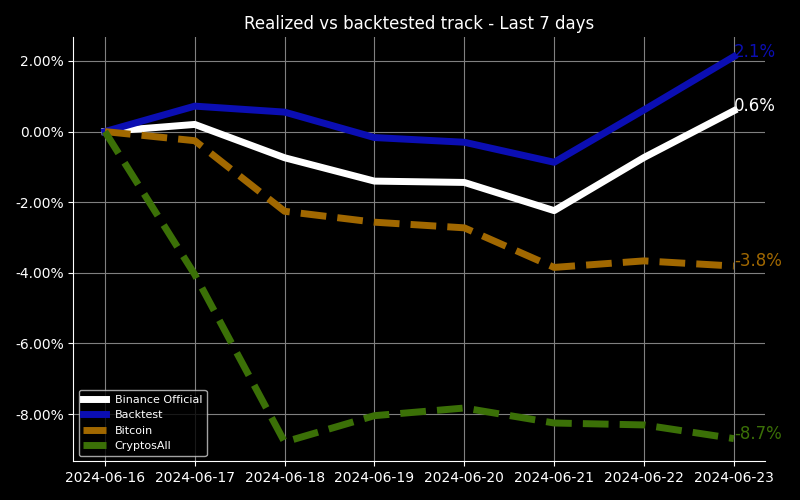 Realized vs backtested track - Last 7 days
2.00%
0.00%
-2.00%
-4.00%
-6.00%
-8.00%
2.1%
0.6%
-3.8%
-8.7%
Binance Official
Backtest
Bitcoin
CryptosAll
2024-06-16 2024-06-17 2024-06-18 2024-06-19 2024-06-20 2024-06-21 2024-06-22 2024-06-23